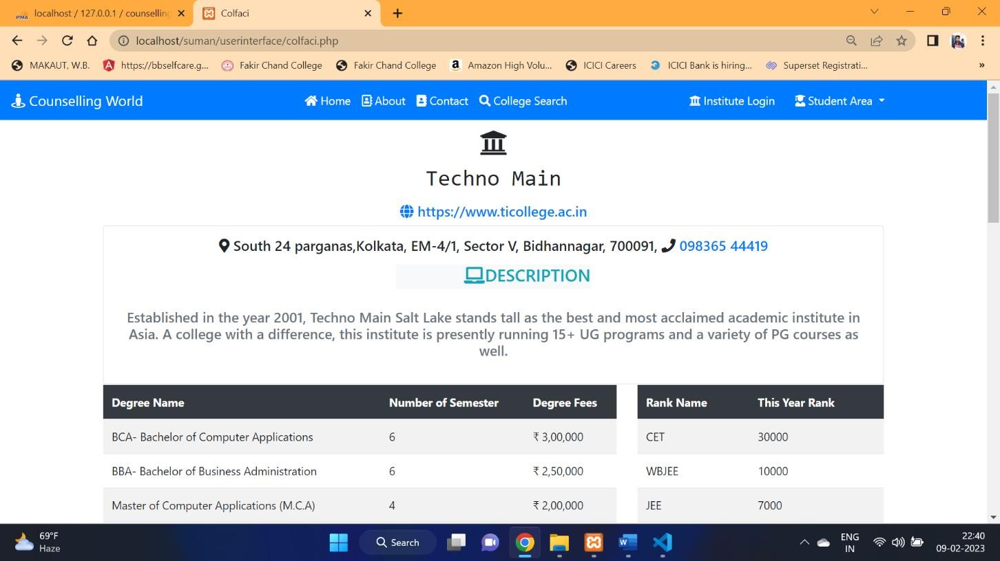 PMA localhost / 127.0.0.1 / counselling
Colfaci
localhost/suman/userinterface/colfaci.php
MAKAUT, W.B.
https://bbselfcare.g...
Fakir Chand College
Fakir Chand College
Amazon High Volu...
ICICI Careers
ICICI Bank is hiring...
Superset Registrati...
Counselling World
Home
About
Contact
College Search
Institute Login
Student Area
Techno Main
https://www.ticollege.ac.in
South 24 parganas,Kolkata, EM-4/1, Sector V, Bidhannagar, 700091, 098365 44419
DESCRIPTION
Established in the year 2001, Techno Main Salt Lake stands tall as the best and most acclaimed academic institute in
Asia. A college with a difference, this institute is presently running 15+ UG programs and a variety of PG courses as
well.
Degree Name Number of Semester Degree Fees
BCA- Bachelor of Computer Applications 6 ₹ 3,00,000
BBA- Bachelor of Business Administration 6 ₹ 2,50,000
Master of Computer Applications (M.C.A) 4 ₹ 2,00,000
Rank Name This Year Rank
CET 30000
WBJEE 10000
JEE 7000
69°F
Haze
Search
ENG
IN
22:40
09-02-2023